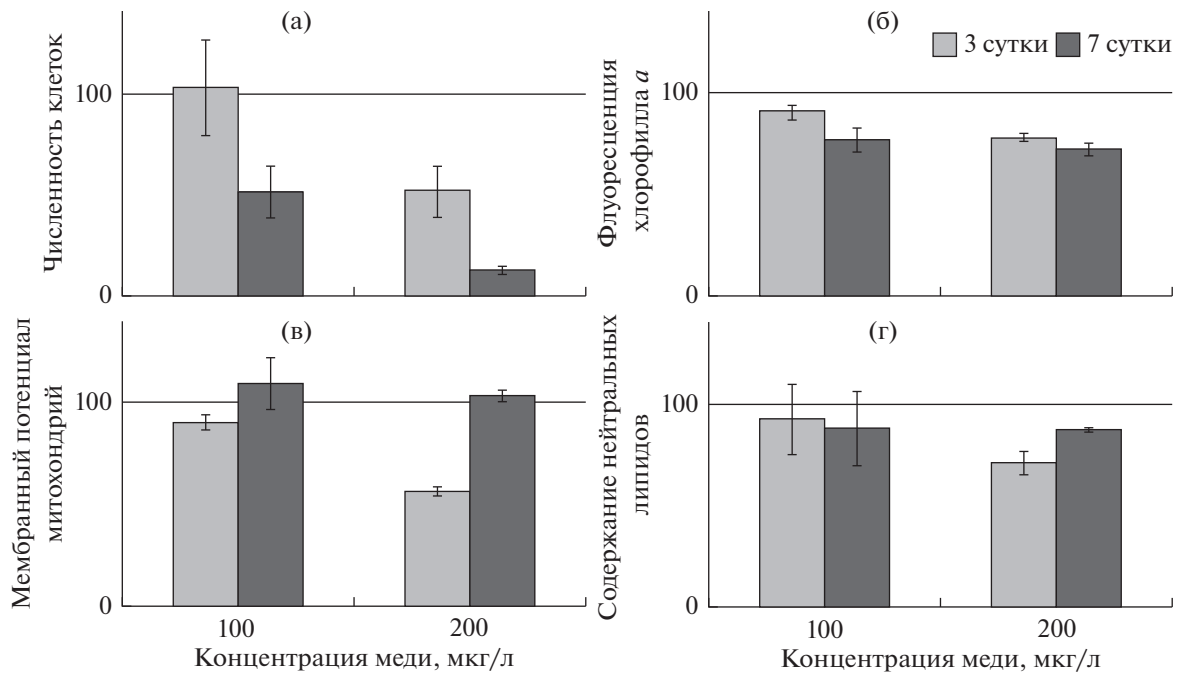 (а)
Численность клеток
100
0
(б)
3 сутки 7 сутки
Флуоресценция
хлорофилла a
100
0
(в)
Мембранный потенциал
митохондрий
100
0
100 200
Концентрация меди, мкг/л
(г)
Содержание нейтральных
липидов
100
0
100 200
Концентрация меди, мкг/л